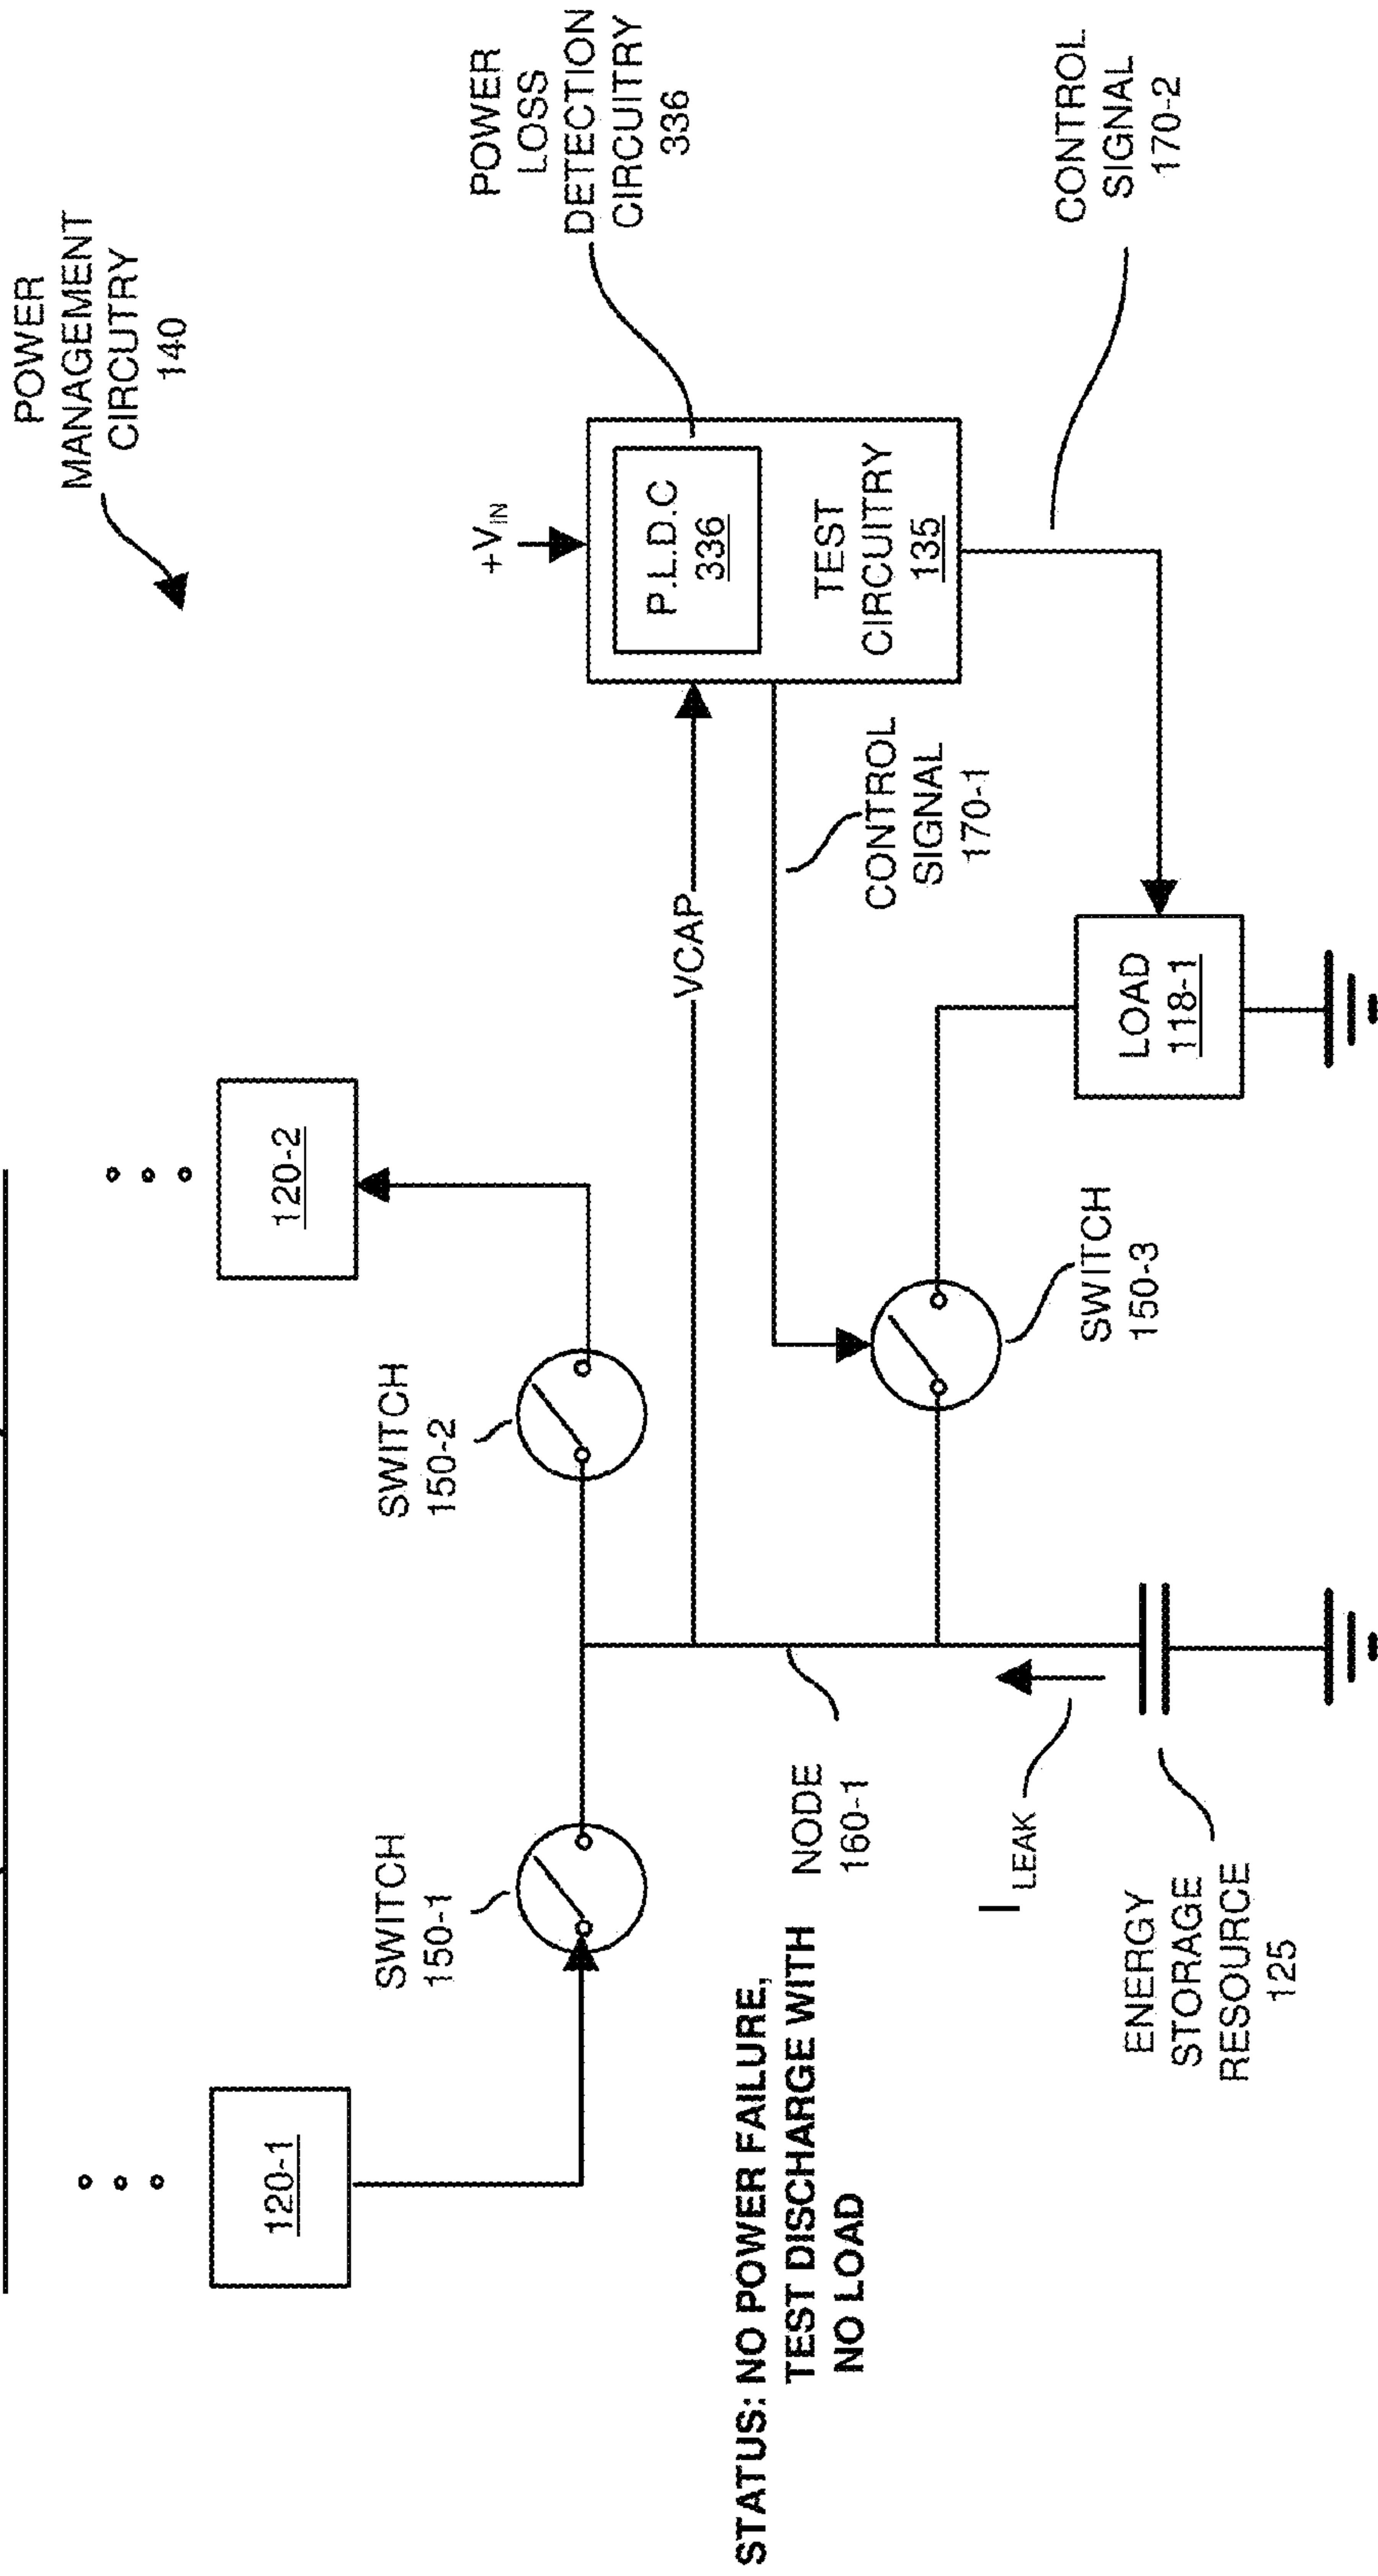 POWER
MANAGEMENT
CIRCUTRY
140
POWER
LOSS
DETECTION
CIRCUITRY
336
+VIN
P.L.D.C
336
TEST
CIRCUITRY
135
CONTROL
SIGNAL
170-2
120-1
SWITCH
150-1
SWITCH
150-2
120-2
VCAP
CONTROL
SIGNAL
170-1
STATUS: NO POWER FAILURE,
TEST DISCHARGE WITH
NO LOAD
NODE
160-1
I LEAK
SWITCH
150-3
LOAD
118-1
ENERGY
STORAGE
RESOURCE
125